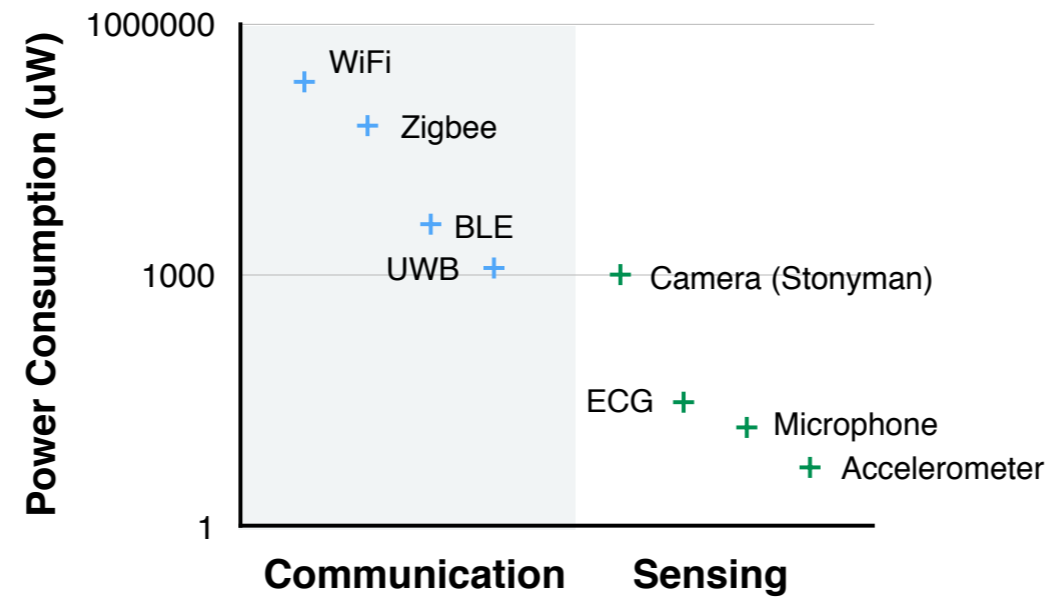 Power Consumption (uW)
1000000
WiFi
Zigbee
BLE
UWB
1000
Camera (Stonyman)
ECG
Microphone
Accelerometer
1
Communication
Sensing